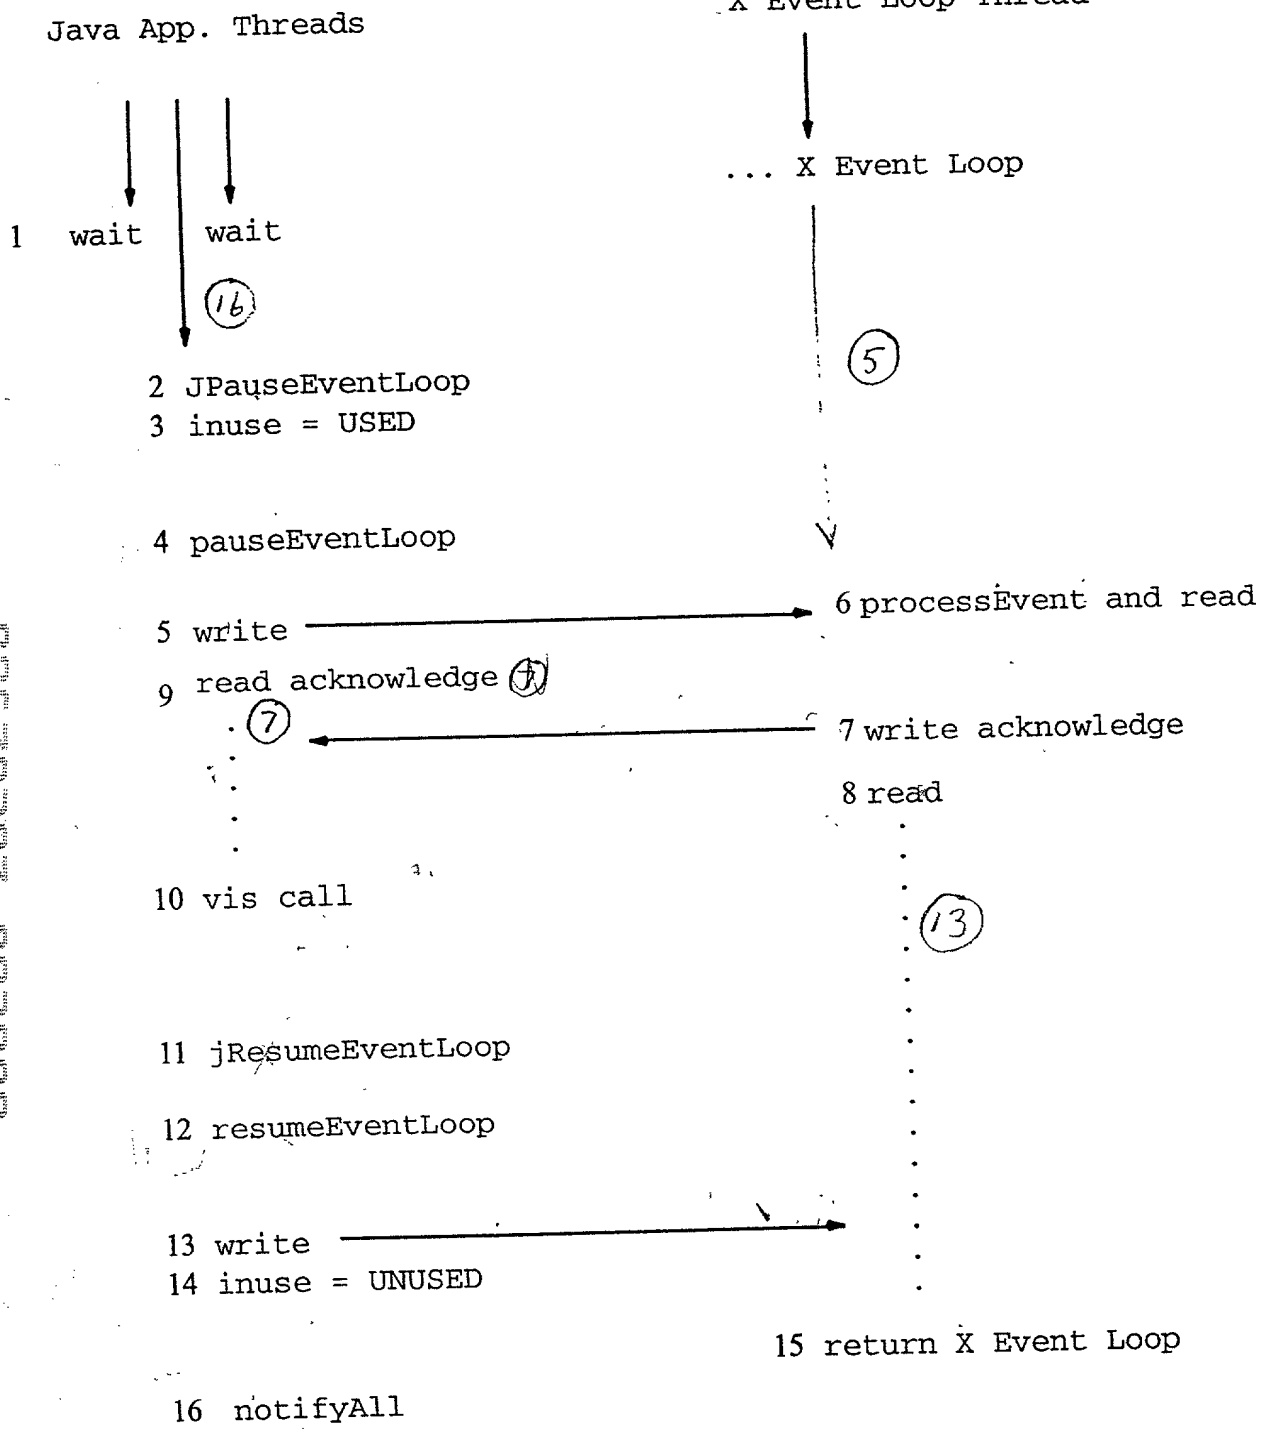 X Event Loop Thread
Java App. Threads
... X Event Loop
1 wait wait
16
5
2 JPauseEventLoop
3 inuse = USED
4 pauseEventLoop
6 processEvent and read
5 write
9 read acknowledge
7
7 write acknowledge
8 read
10 vis call
13
11 jResumeEventLoop
12 resumeEventLoop
13 write
14 inuse = UNUSED
15 return X Event Loop
16 notifyAll